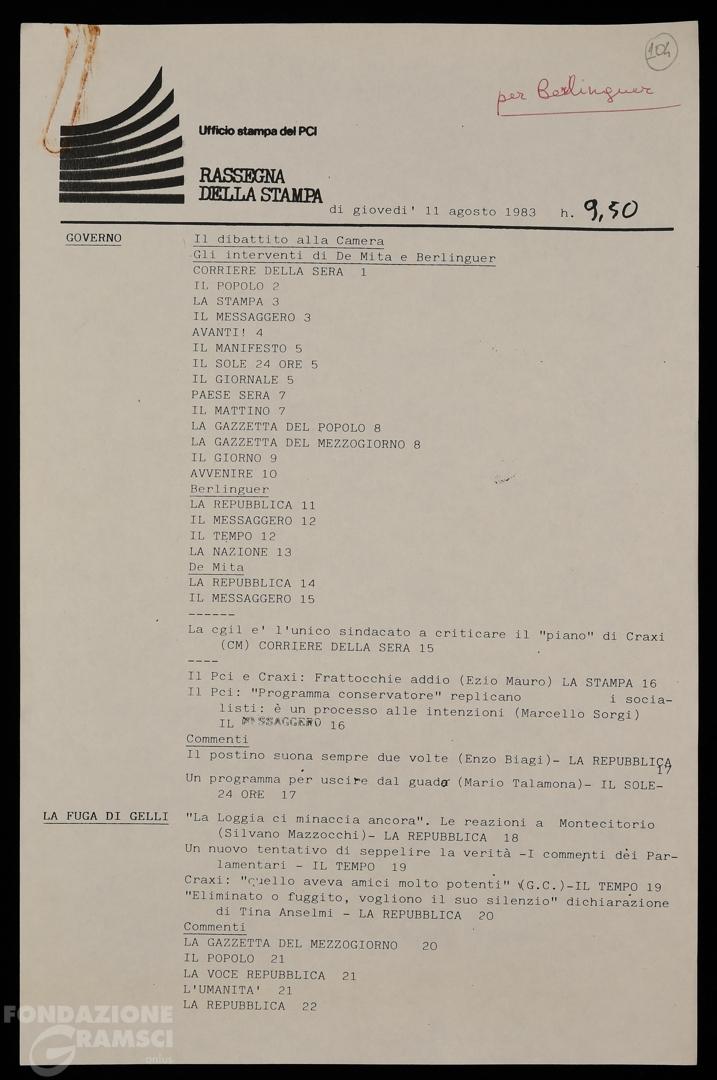 104
per Berlinguer
Ufficio stampa del PCI
RASSEGNA
DELLA STAMPA
di giovedi' 11 agosto 1983 h. 9,50
GOVERNO
Il dibattito alla Camera
Gli interventi di De Mita e Berlinguer
CORRIERE DELLA SERA 1
IL POPOLO 2
LA STAMPA 3
IL MESSAGGERO 3
AVANTI! 4
IL MANIFESTO 5
IL SOLE 24 ORE 5
IL GIORNALE 5
PAESE SERA 7
IL MATTINO 7
LA GAZZETTA DEL POPOLO 8
LA GAZZETTA DEL MEZZOGIORNO 8
IL GIORNO 9
AVVENIRE 10
Berlinguer
LA REPUBBLICA 11
IL MESSAGGERO 12
IL TEMPO 12
LA NAZIONE 13
De Mita
LA REPUBBLICA 14
IL MESSAGGERO 15
------
La cgil e' l'unico sindacato a criticare il "piano" di Craxi
(CM) CORRIERE DELLA SERA 15
----
Il Pci e Craxi: Frattocchie addio (Ezio Mauro) LA STAMPA 16
Il Pci: "Programma conservatore" replicano i socia-
listi: è un processo alle intenzioni (Marcello Sorgi)
IL MESSAGGERO 16
Commenti
Il postino suona sempre due volte (Enzo Biagi)- LA REPUBBLICA
17
Un programma per uscire dal guado (Mario Talamona)- IL SOLE-
24 ORE 17
LA FUGA DI GELLI
"La Loggia ci minaccia ancora". Le reazioni a Montecitorio
(Silvano Mazzocchi)- LA REPUBBLICA 18
Un nuovo tentativo di seppelire la verità -I commenti dei Par-
lamentari - IL TEMPO 19
Craxi: "quello aveva amici molto potenti" (G.C.)-IL TEMPO 19
"Eliminato o fuggito, vogliono il suo silenzio" dichiarazione
di Tina Anselmi - LA REPUBBLICA 20
Commenti
LA GAZZETTA DEL MEZZOGIORNO 20
IL POPOLO 21
LA VOCE REPUBBLICA 21
L'UMANITA' 21
LA REPUBBLICA 22
FONDAZIONE
GRAMSCI
onlus